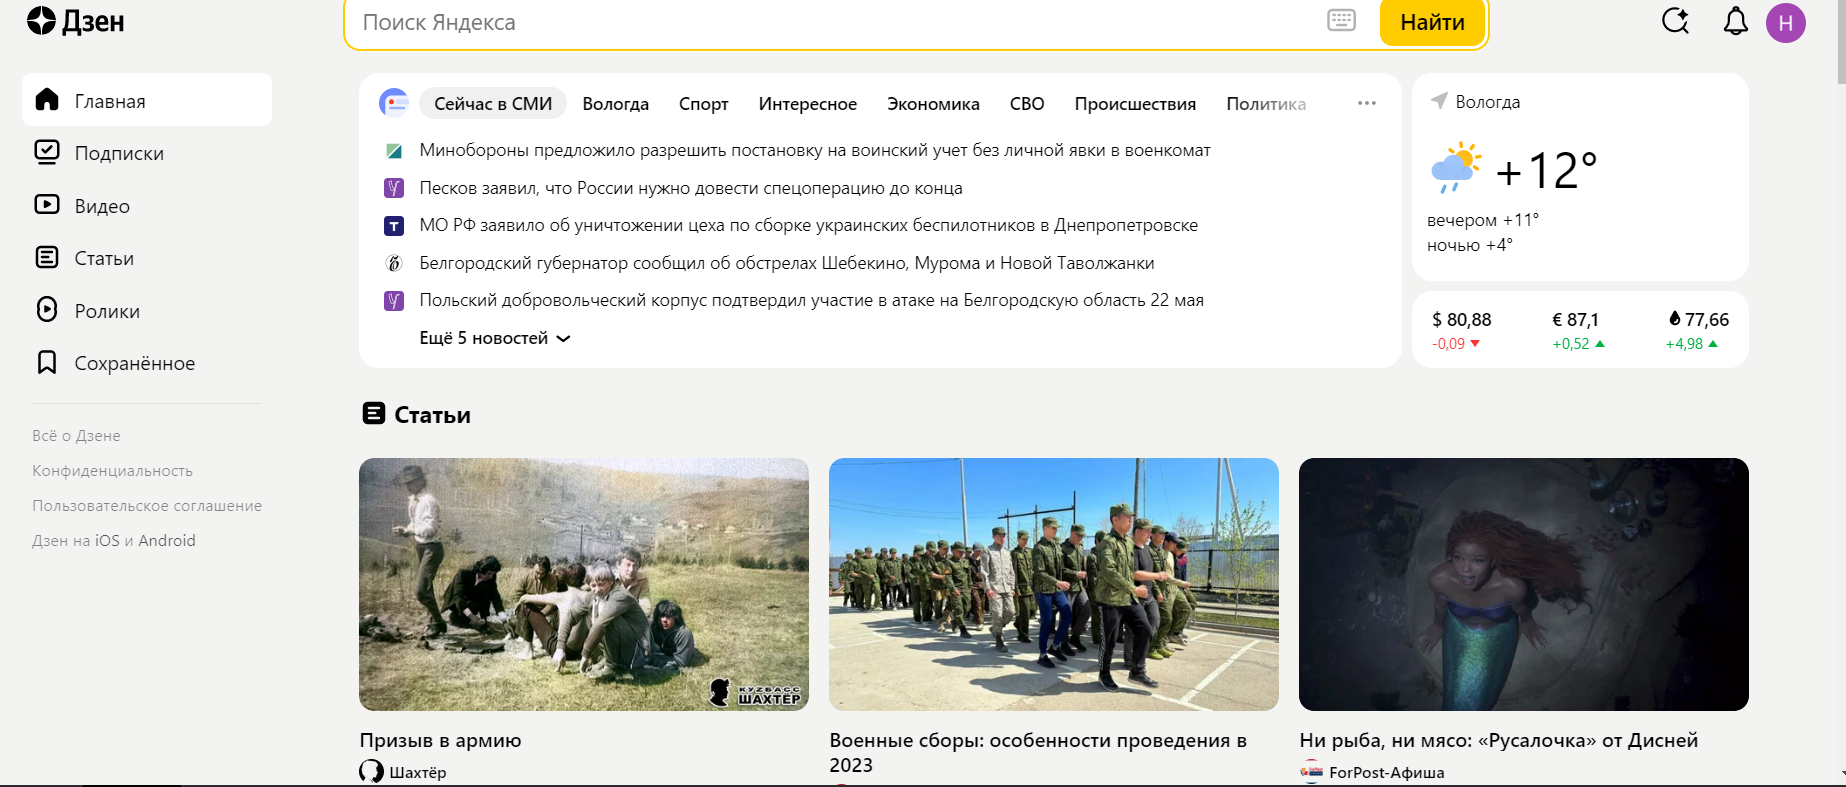 Дзен
Поиск Яндекса
Найти
Н
Главная
Подписки
Видео
Статьи
Ролики
Сохранённое
Всё о Дзене
Конфиденциальность
Пользовательское соглашение
Дзен на iOS и Android
Сейчас в СМИ Вологда Спорт Интересное Экономика СВО Происшествия Политика
Минобороны предложило разрешить постановку на воинский учет без личной явки в военкомат
Песков заявил, что России нужно довести спецоперацию до конца
МО РФ заявило об уничтожении цеха по сборке украинских беспилотников в Днепропетровске
Белгородский губернатор сообщил об обстрелах Шебекино, Мурома и Новой Таволжанки
Польский добровольческий корпус подтвердил участие в атаке на Белгородскую область 22 мая
Ещё 5 новостей
Вологда
+12°
вечером +11°
ночью +4°
$ 80,88 € 87,1 77,66
-0,09 +0,52 +4,98
Статьи
KYZБАСС
ШАХТЁР
Призыв в армию
Шахтёр
Военные сборы: особенности проведения в
2023
Ни рыба, ни мясо: «Русалочка» от Дисней
ForPost-Афиша